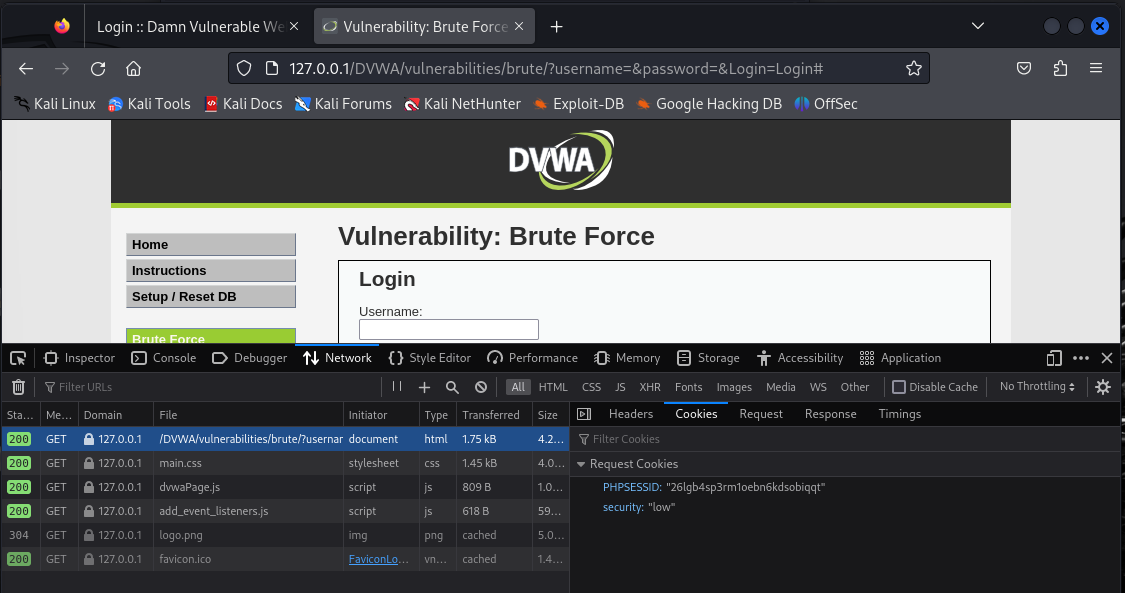 Login :: Damn Vulnerable We
Vulnerability: Brute Force
127.0.0.1/DVWA/vulnerabilities/brute/?username=&password=&Login=Login#
Kali Linux Kali Tools Kali Docs Kali Forums Kali NetHunter Exploit-DB Google Hacking DB OffSec
DVWA
Home
Instructions
Setup / Reset DB
Brute Force
Vulnerability: Brute Force
Login
Username:
Inspector Console Debugger Network Style Editor Performance Memory Storage Accessibility Application
Filter URLs
All HTML CSS JS XHR Fonts Images Media WS Other Disable Cache No Throttling
Sta... Me... Domain File Initiator Type Transferred Size
200 GET 127.0.0.1 /DVWA/vulnerabilities/brute/?usernar document html 1.75 kB 4.2...
200 GET 127.0.0.1 main.css stylesheet css 1.45 kB 4.0...
200 GET 127.0.0.1 dvwaPage.js script js 809 B 1.0...
200 GET 127.0.0.1 add_event_listeners.js script js 618 B 59...
304 GET 127.0.0.1 logo.png img png cached 5.0...
200 GET 127.0.0.1 favicon.ico FaviconLo... vn... cached 1.4...
Headers Cookies Request Response Timings
Filter Cookies
Request Cookies
PHPSESSID: "26lgb4sp3rm1oebn6kdsobiqqt"
security: "low"